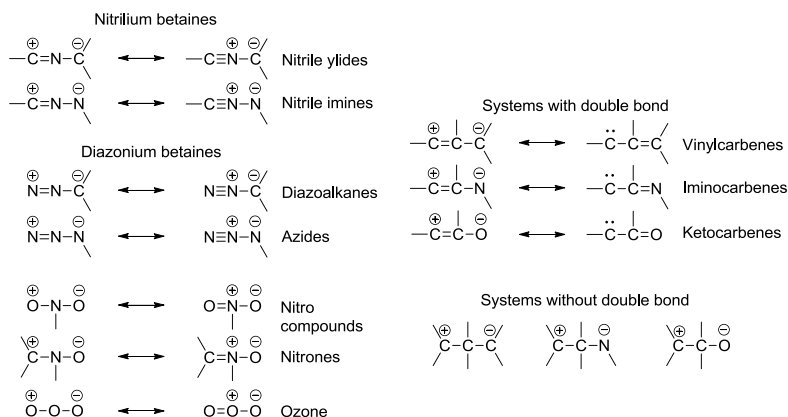 Nitrilium betaines
⊕ ⊖ ⊕ ⊖
C=N–C C≡N–C Nitrile ylides
⊕ ⊖ ⊕ ⊖
C=N–N C≡N–N Nitrile imines
Diazonium betaines
⊕ ⊖ ⊕ ⊖
N=N–C N≡N–C Diazoalkanes
⊕ ⊖ ⊕ ⊖
N=N–N N≡N–N Azides
⊕ ⊖ ⊕ ⊖
O–N–O O=N–O Nitro
compounds
⊕ ⊖ ⊕ ⊖
C–N–O C=N–O Nitrones
⊕ ⊖ ⊕ ⊖
O–O–O O=O–O Ozone
Systems with double bond
⊕ ⊖ ··
C=C–C C–C=C Vinylcarbenes
⊕ ⊖ ··
C=C–N C–C=N Iminocarbenes
⊕ ⊖ ··
C=C–O C–C=O Ketocarbenes
Systems without double bond
⊕ ⊖ ⊕ ⊖ ⊕ ⊖
C–C–C C–C–N C–C–O